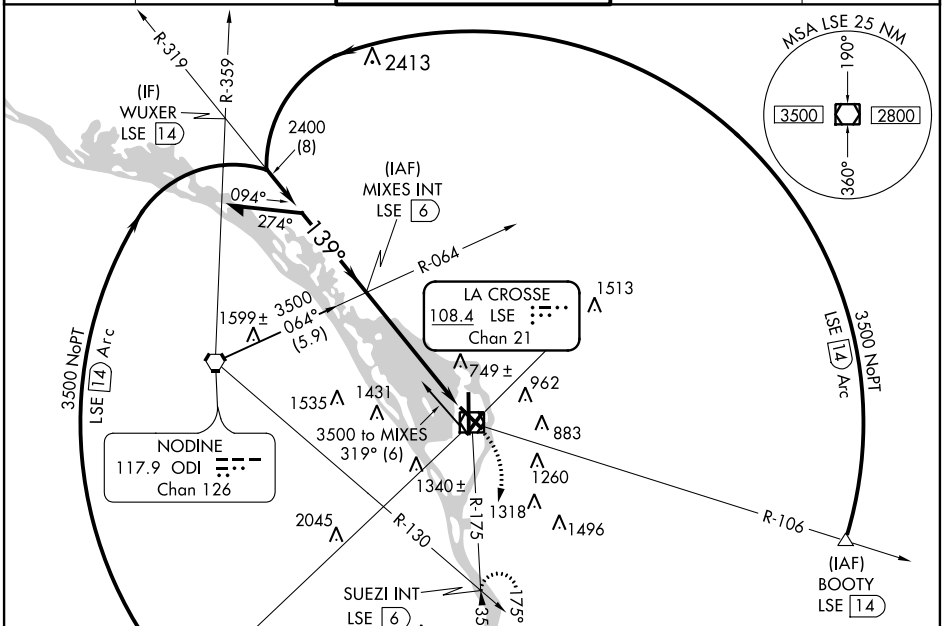 R-319
R-359
2413
MSA LSE 25 NM
190°
3500
2800
360°
(IF)
WUXER
LSE 14
2400
(8)
(IAF)
MIXES INT
LSE 6
094°
274°
139°
R-064
LA CROSSE
108.4 LSE
Chan 21
1513
1599±
3500
064°
(5.9)
3500 NoPT
LSE 14 Arc
3500 NoPT
LSE 14 Arc
749±
962
1535
1431
883
3500 to MIXES
319° (6)
NODINE
117.9 ODI
Chan 126
1340±
1260
R-175
1318
1496
R-106
2045
R-130
(IAF)
BOOTY
LSE 14
SUEZI INT
LSE 6
175°
35